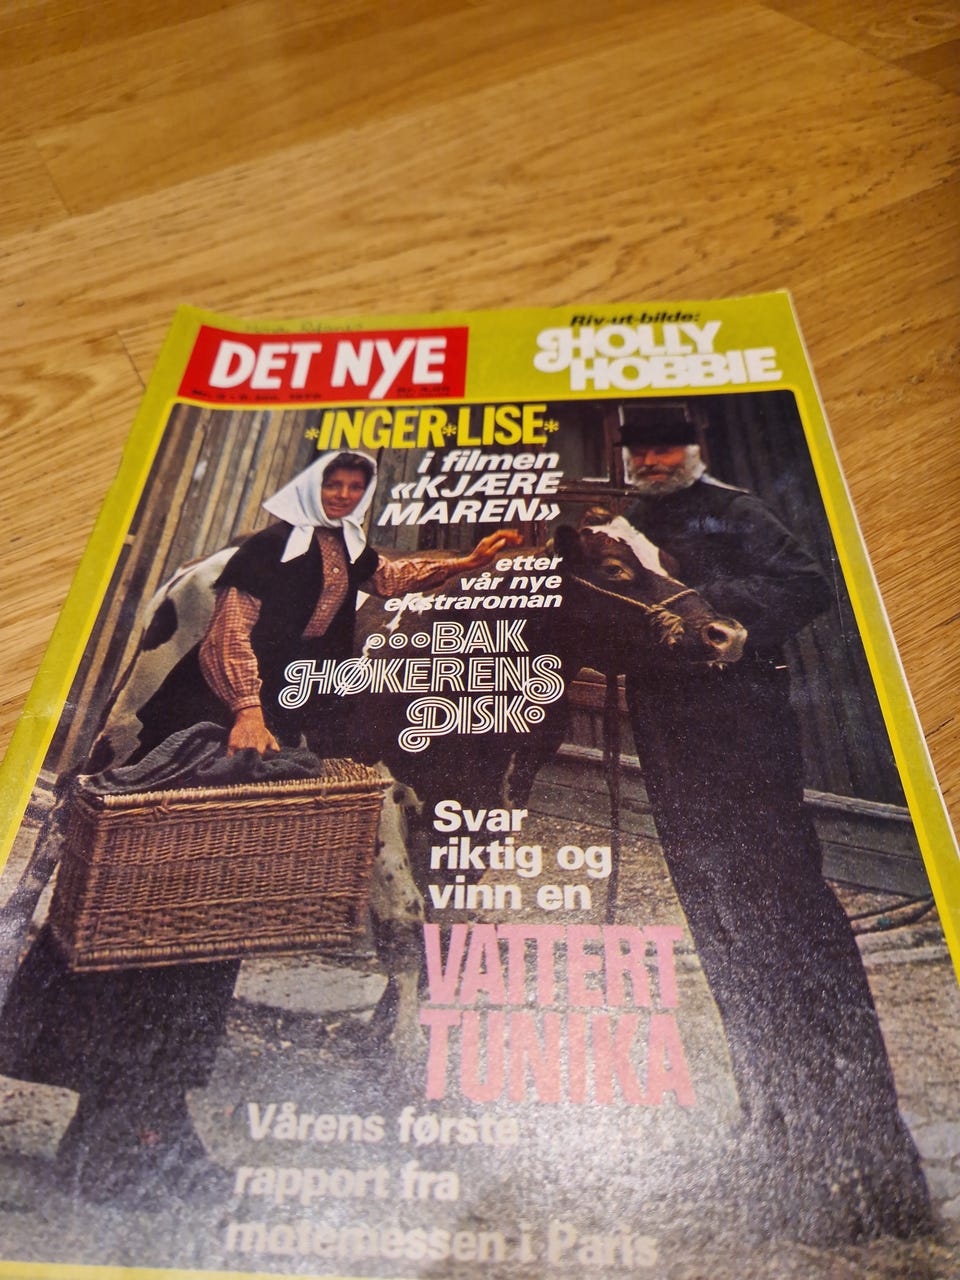 Riv-ut-bilde:
HOLLY
HOBBIE
DET NYE
*INGER*LISE*
i filmen
«KJÆRE
MAREN»
etter
vår nye
ekstraroman
...BAK
HØKERENS
DISK
Svar
riktig og
vinn en
VATTERT
TUNIKA
Vårens første
rapport fra
motemessen i Paris